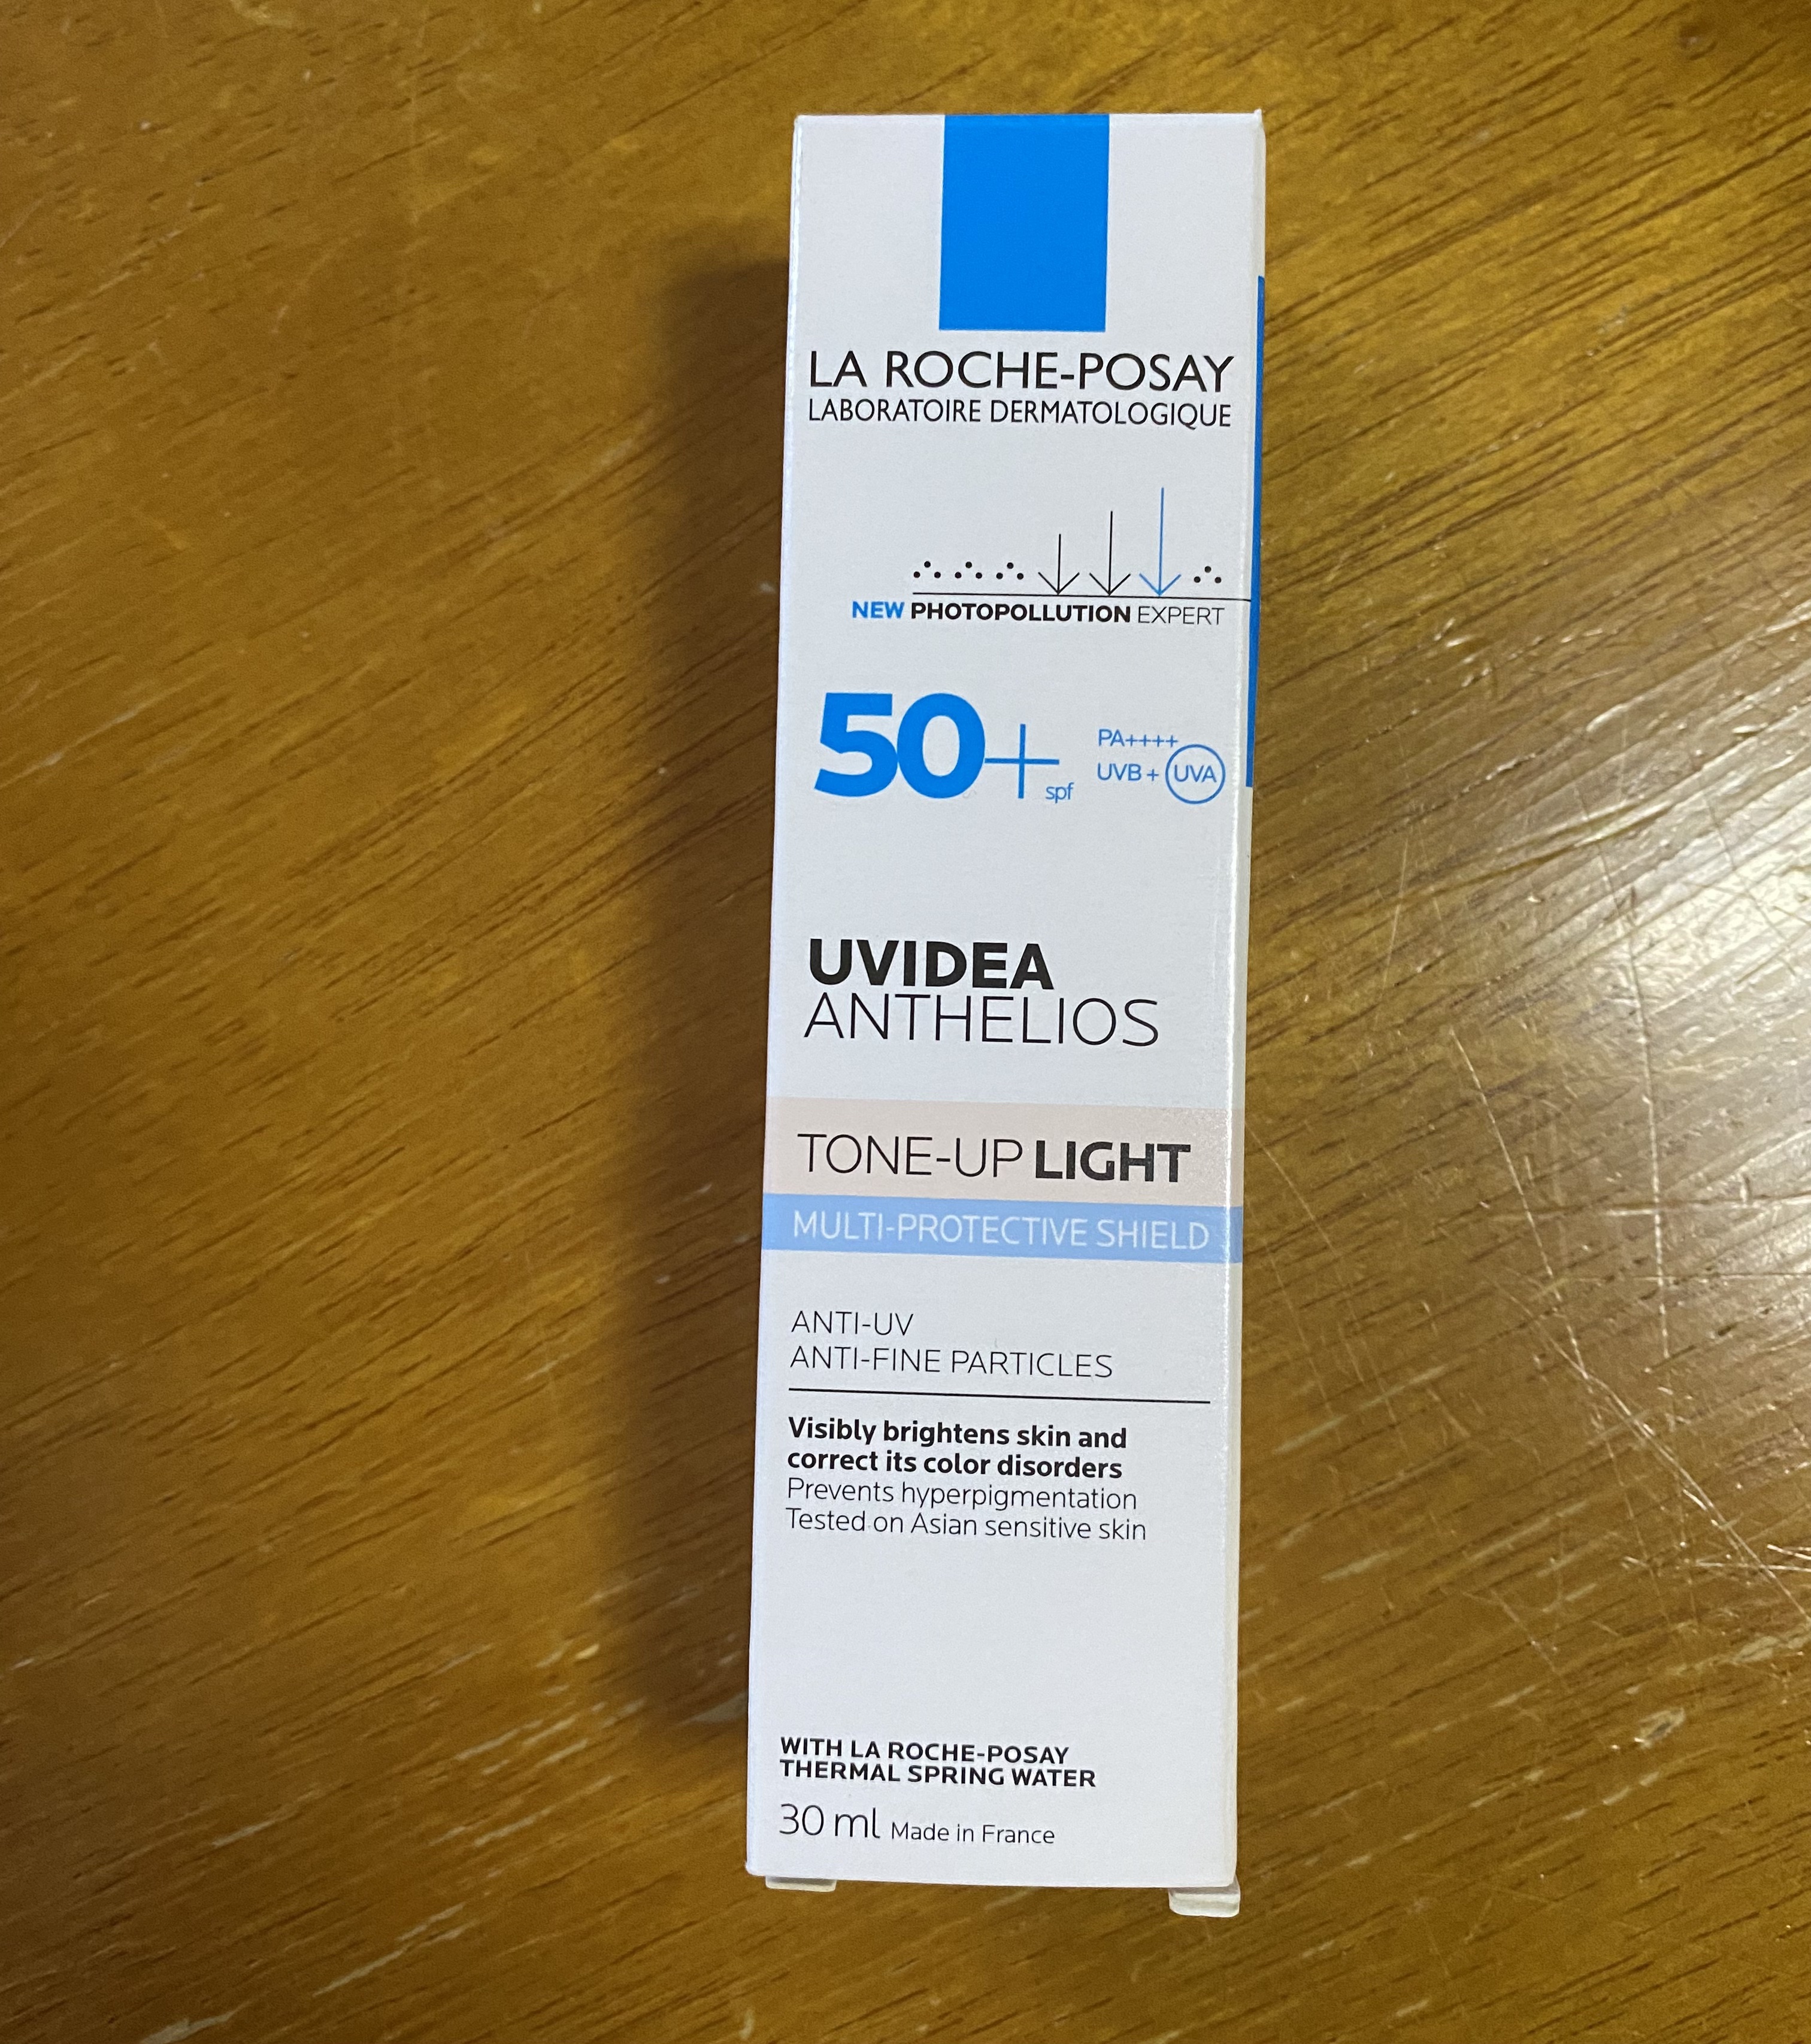 LA ROCHE-POSAY
LABORATOIRE DERMATOLOGIQUE
NEW PHOTOPOLLUTION EXPERT
50+ spf
PA++++
UVB + UVA
UVIDEA
ANTHELIOS
TONE-UP LIGHT
MULTI-PROTECTIVE SHIELD
ANTI-UV
ANTI-FINE PARTICLES
Visibly brightens skin and
correct its color disorders
Prevents hyperpigmentation
Tested on Asian sensitive skin
WITH LA ROCHE-POSAY
THERMAL SPRING WATER
30 ml Made in France